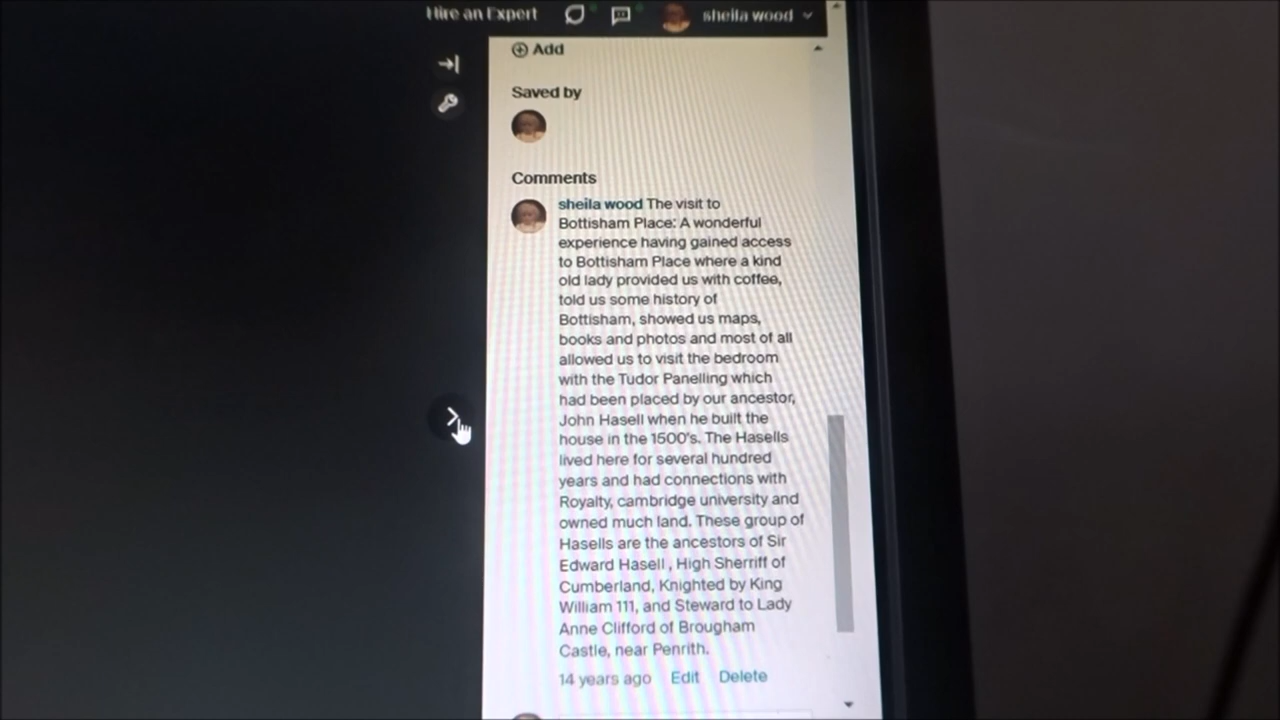 Hire an Expert
sheila wood
Add
Saved by
Comments
sheila wood The visit to
Bottisham Place: A wonderful
experience having gained access
to Bottisham Place where a kind
old lady provided us with coffee,
told us some history of
Bottisham, showed us maps,
books and photos and most of all
allowed us to visit the bedroom
with the Tudor Panelling which
had been placed by our ancestor,
John Hasell when he built the
house in the 1500's. The Hasells
lived here for several hundred
years and had connections with
Royalty, cambridge university and
owned much land. These group of
Hasells are the ancestors of Sir
Edward Hasell , High Sherriff of
Cumberland, Knighted by King
William 111, and Steward to Lady
Anne Clifford of Brougham
Castle, near Penrith.
14 years ago Edit Delete